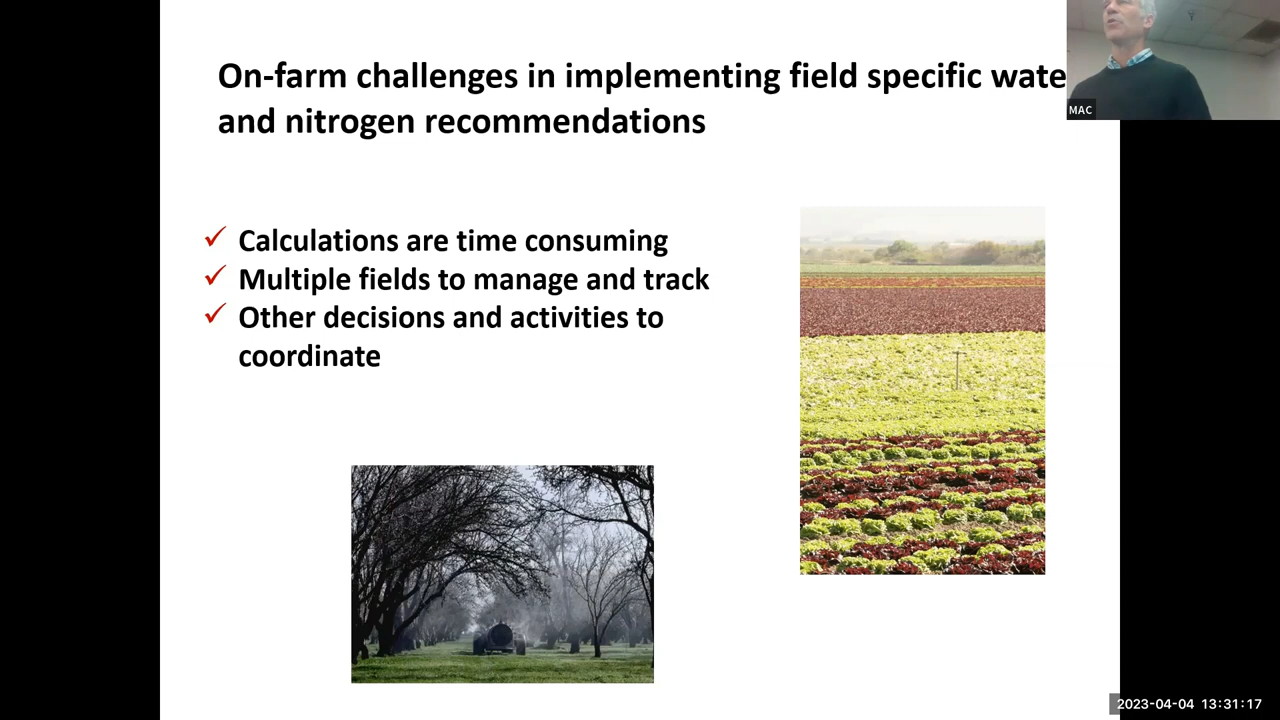 On-farm challenges in implementing field specific wate
and nitrogen recommendations
MAC
✓ Calculations are time consuming
✓ Multiple fields to manage and track
✓ Other decisions and activities to
coordinate
2023-04-04 13:31:17